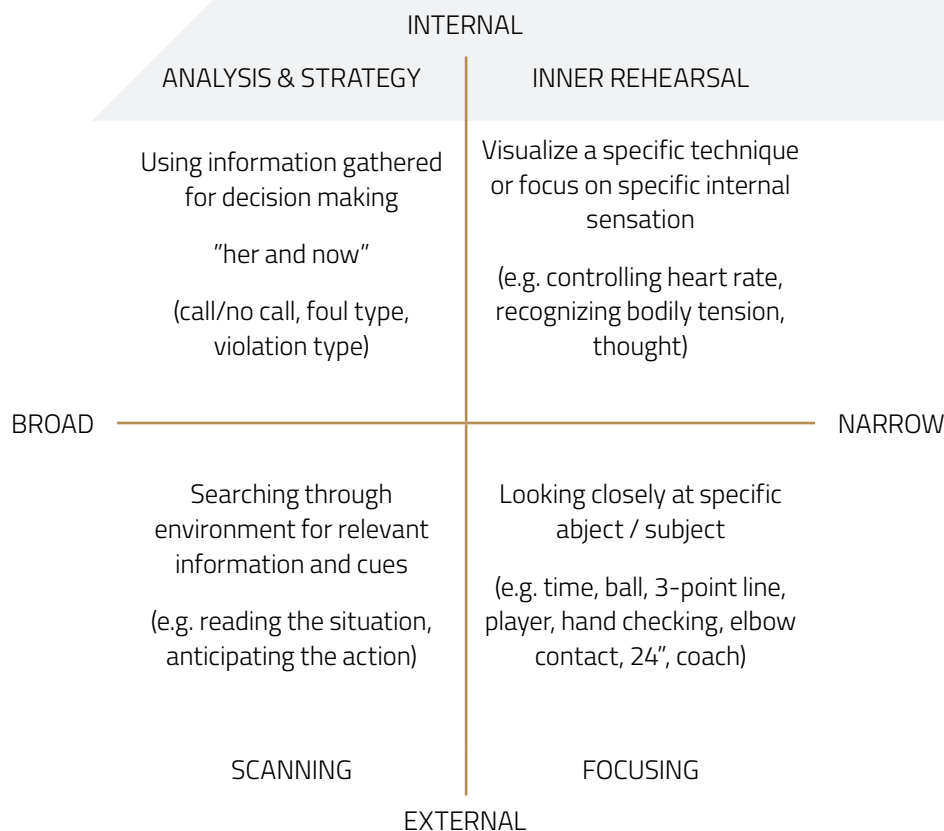 INTERNAL
ANALYSIS & STRATEGY
Using information gathered
for decision making
”her and now”
(call/no call, foul type,
violation type)
INNER REHEARSAL
Visualize a specific technique
or focus on specific internal
sensation
(e.g. controlling heart rate,
recognizing bodily tension,
thought)
BROAD
NARROW
Searching through
environment for relevant
information and cues
(e.g. reading the situation,
anticipating the action)
SCANNING
Looking closely at specific
abject / subject
(e.g. time, ball, 3-point line,
player, hand checking, elbow
contact, 24”, coach)
FOCUSING
EXTERNAL